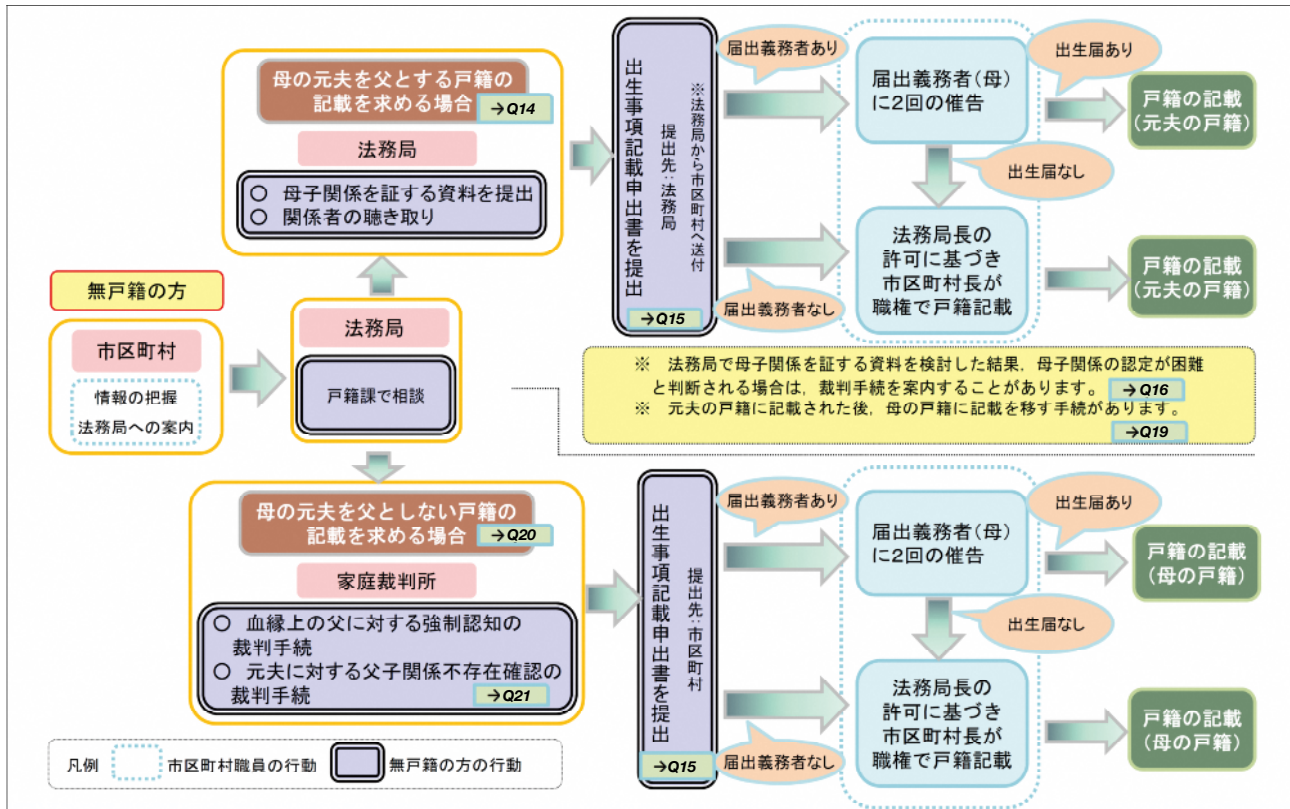 無戸籍の方
市区町村
情報の把握
法務局への案内
法務局
戸籍課で相談
母の元夫を父とする戸籍の
記載を求める場合
→Q14
法務局
○ 母子関係を証する資料を提出
○ 関係者の聴き取り
出生事項記載申出書を提出
提出先:法務局
※法務局から市区町村へ送付
→Q15
届出義務者あり
届出義務者なし
届出義務者(母)
に2回の催告
出生届あり
出生届なし
戸籍の記載
(元夫の戸籍)
法務局長の
許可に基づき
市区町村長が
職権で戸籍記載
戸籍の記載
(元夫の戸籍)
※ 法務局で母子関係を証する資料を検討した結果,母子関係の認定が困難
と判断される場合は,裁判手続を案内することがあります。 →Q16
※ 元夫の戸籍に記載された後,母の戸籍に記載を移す手続があります。
→Q19
母の元夫を父としない戸籍の
記載を求める場合
→Q20
家庭裁判所
○ 血縁上の父に対する強制認知の
裁判手続
○ 元夫に対する父子関係不存在確認の
裁判手続
→Q21
出生事項記載申出書を提出
提出先:市区町村
→Q15
届出義務者あり
届出義務者なし
届出義務者(母)
に2回の催告
出生届あり
出生届なし
戸籍の記載
(母の戸籍)
法務局長の
許可に基づき
市区町村長が
職権で戸籍記載
戸籍の記載
(母の戸籍)
凡例
市区町村職員の行動
無戸籍の方の行動